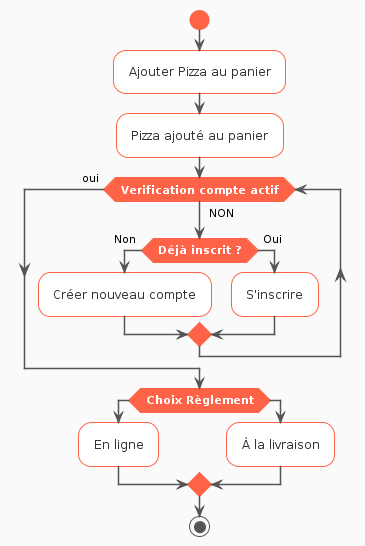 Ajouter Pizza au panier
Pizza ajouté au panier
oui
Verification compte actif
NON
Non
Déjà inscrit ?
Oui
Créer nouveau compte
S'inscrire
Choix Règlement
En ligne
À la livraison